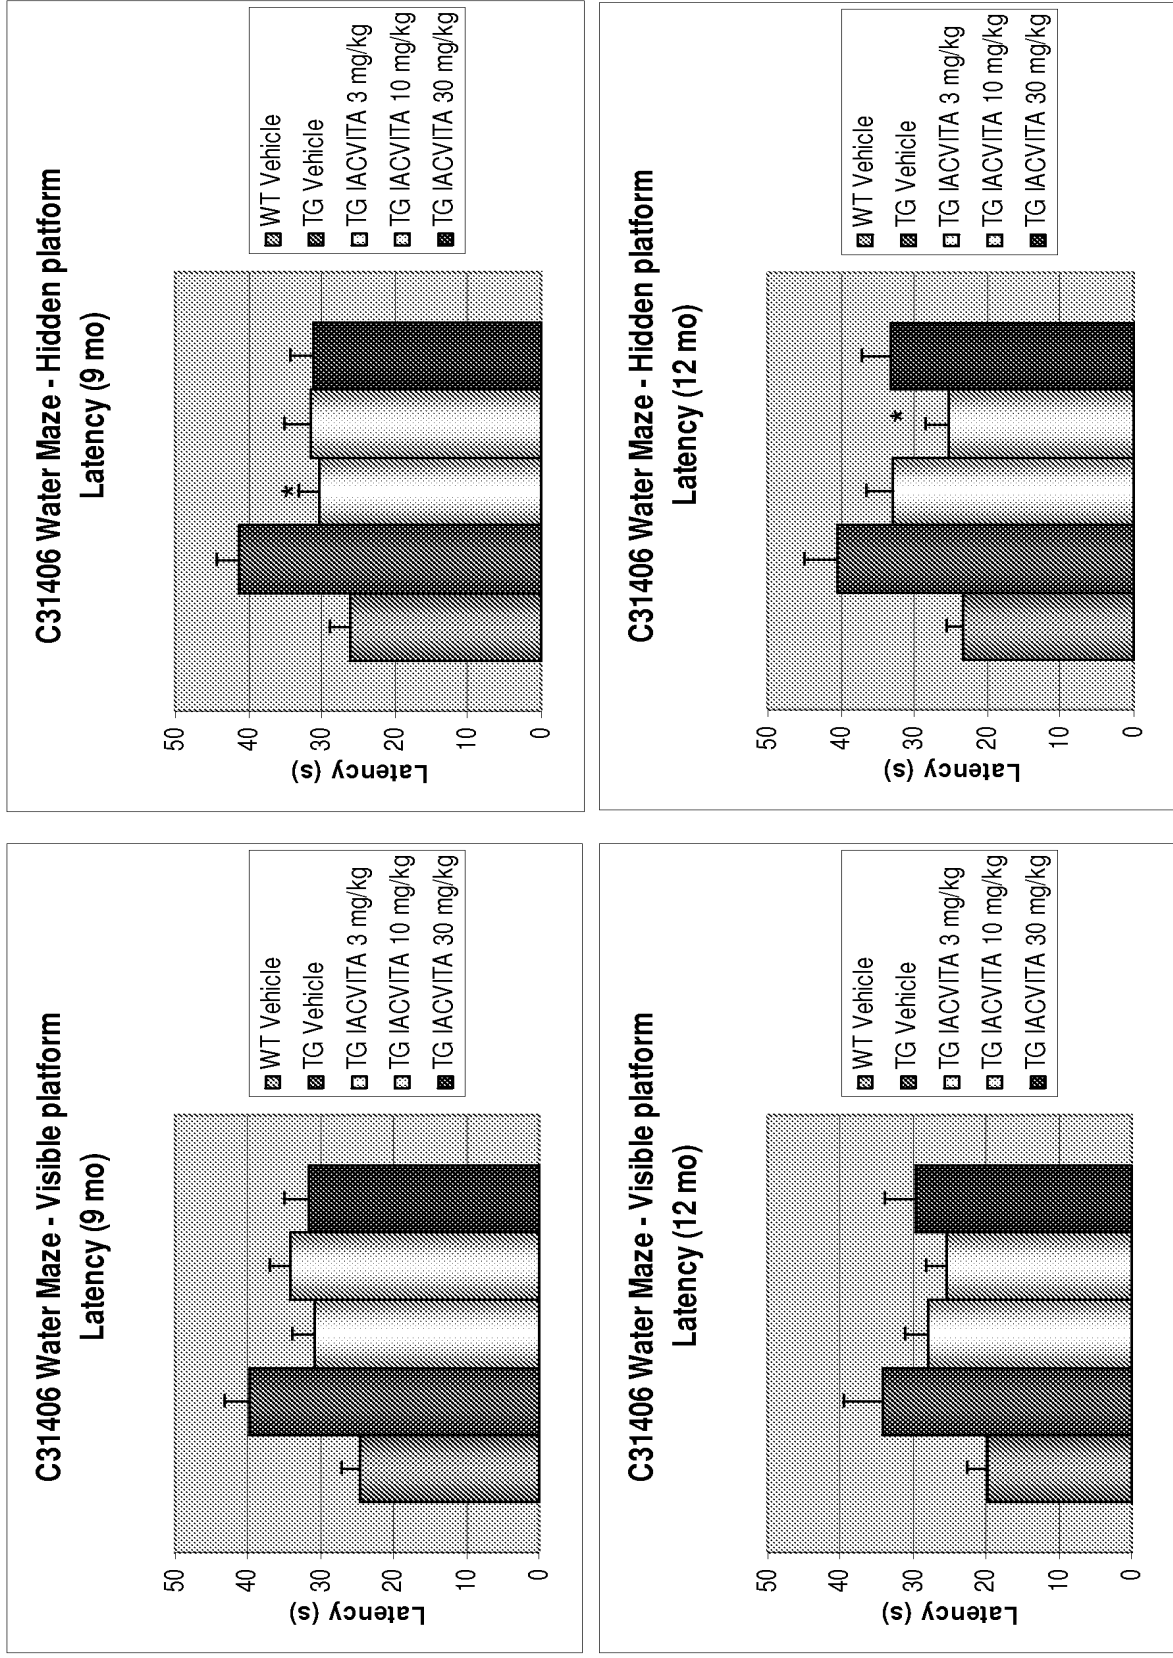 C31406 Water Maze - Visible platform
Latency (9 mo)
Latency (s)
50
40
30
20
10
0
WT Vehicle
TG Vehicle
TG IACVITA 3 mg/kg
TG IACVITA 10 mg/kg
TG IACVITA 30 mg/kg
C31406 Water Maze - Hidden platform
Latency (9 mo)
Latency (s)
50
40
30
20
10
0
*
WT Vehicle
TG Vehicle
TG IACVITA 3 mg/kg
TG IACVITA 10 mg/kg
TG IACVITA 30 mg/kg
C31406 Water Maze - Visible platform
Latency (12 mo)
Latency (s)
50
40
30
20
10
0
WT Vehicle
TG Vehicle
TG IACVITA 3 mg/kg
TG IACVITA 10 mg/kg
TG IACVITA 30 mg/kg
C31406 Water Maze - Hidden platform
Latency (12 mo)
Latency (s)
50
40
30
20
10
0
*
WT Vehicle
TG Vehicle
TG IACVITA 3 mg/kg
TG IACVITA 10 mg/kg
TG IACVITA 30 mg/kg